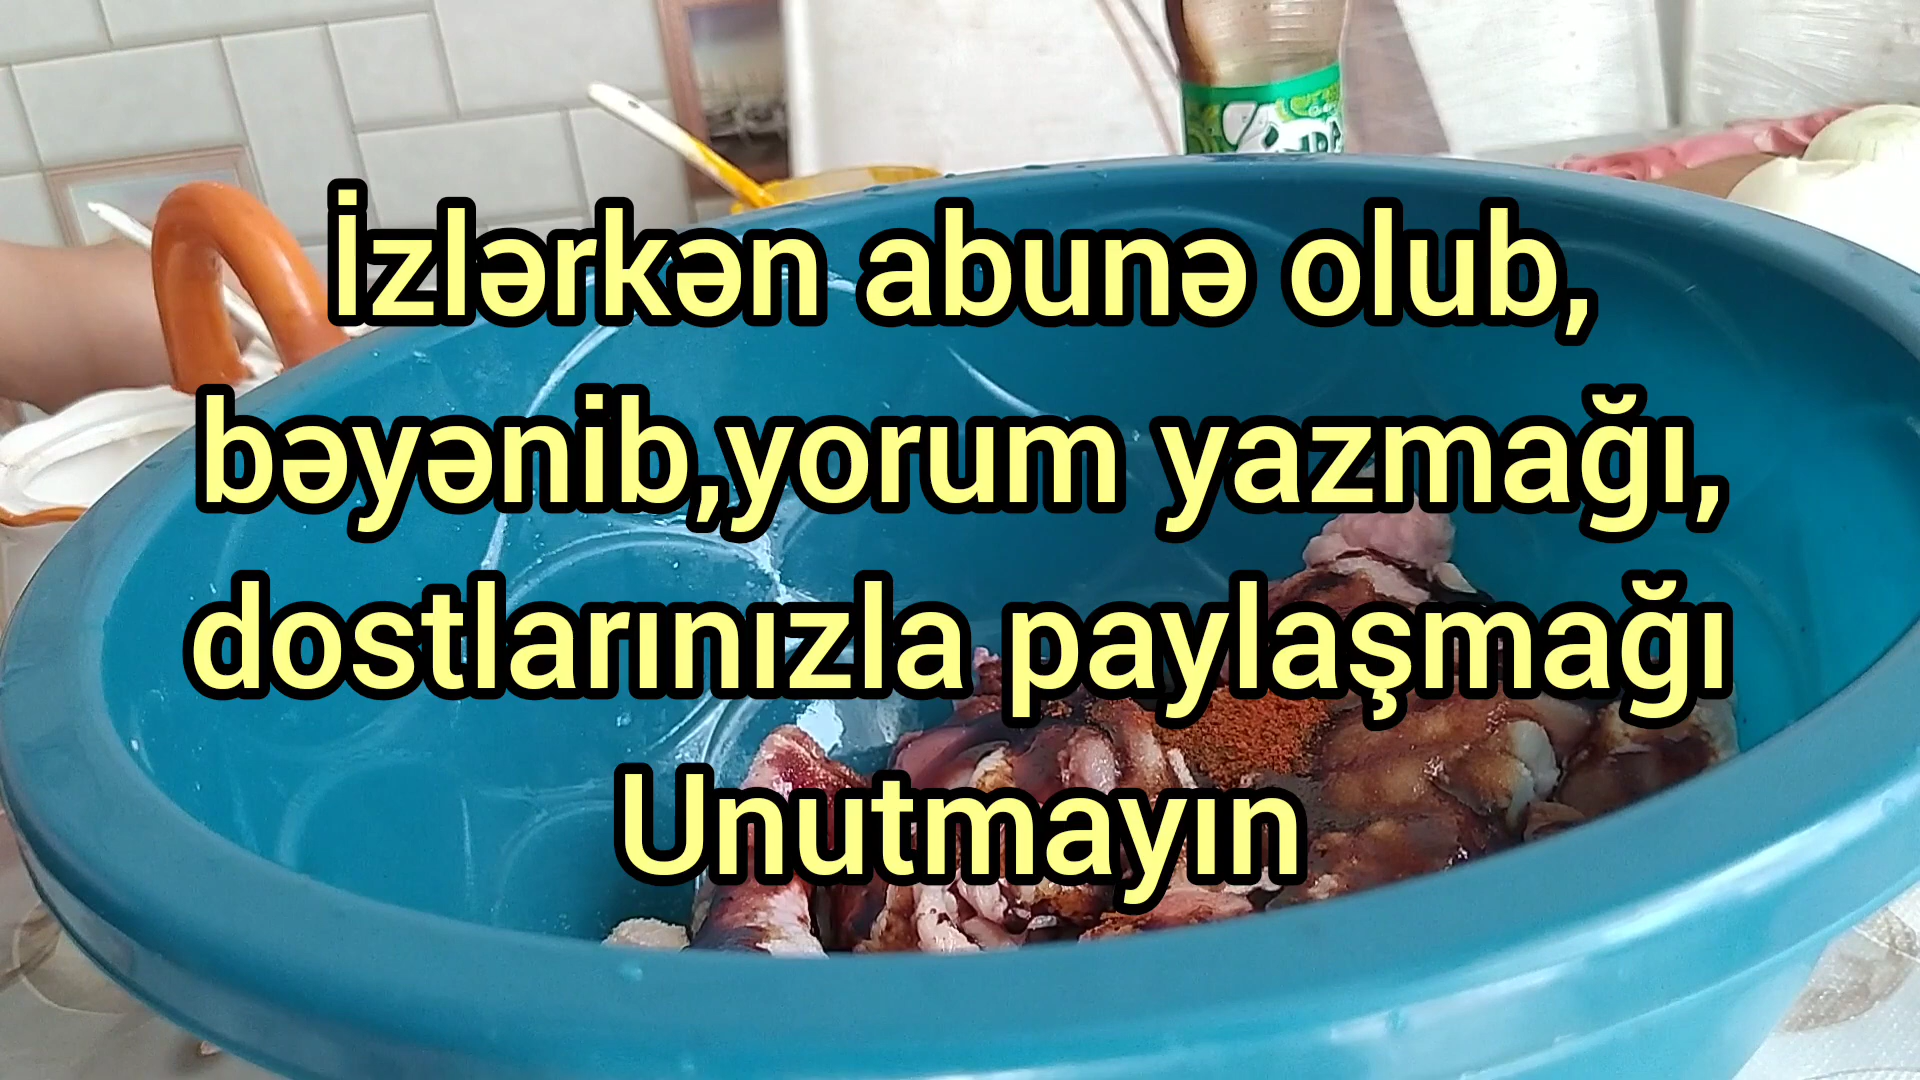 İzlərkən abunə olub,
bəyənib,yorum yazmağı,
dostlarınızla paylaşmağı
Unutmayın